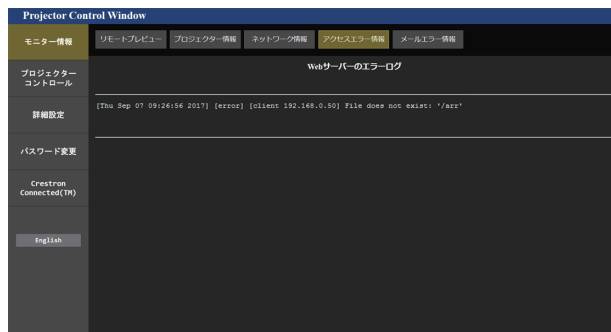 Projector Control Window
モニター情報
リモートプレビュー プロジェクター情報 ネットワーク情報 アクセスエラー情報 メールエラー情報
Webサーバーのエラーログ
プロジェクター
コントロール
[Thu Sep 07 09:26:56 2017] [error] [client 192.168.0.50] File does not exist: '/arr'
詳細設定
パスワード変更
Crestron
Connected(TM)
English